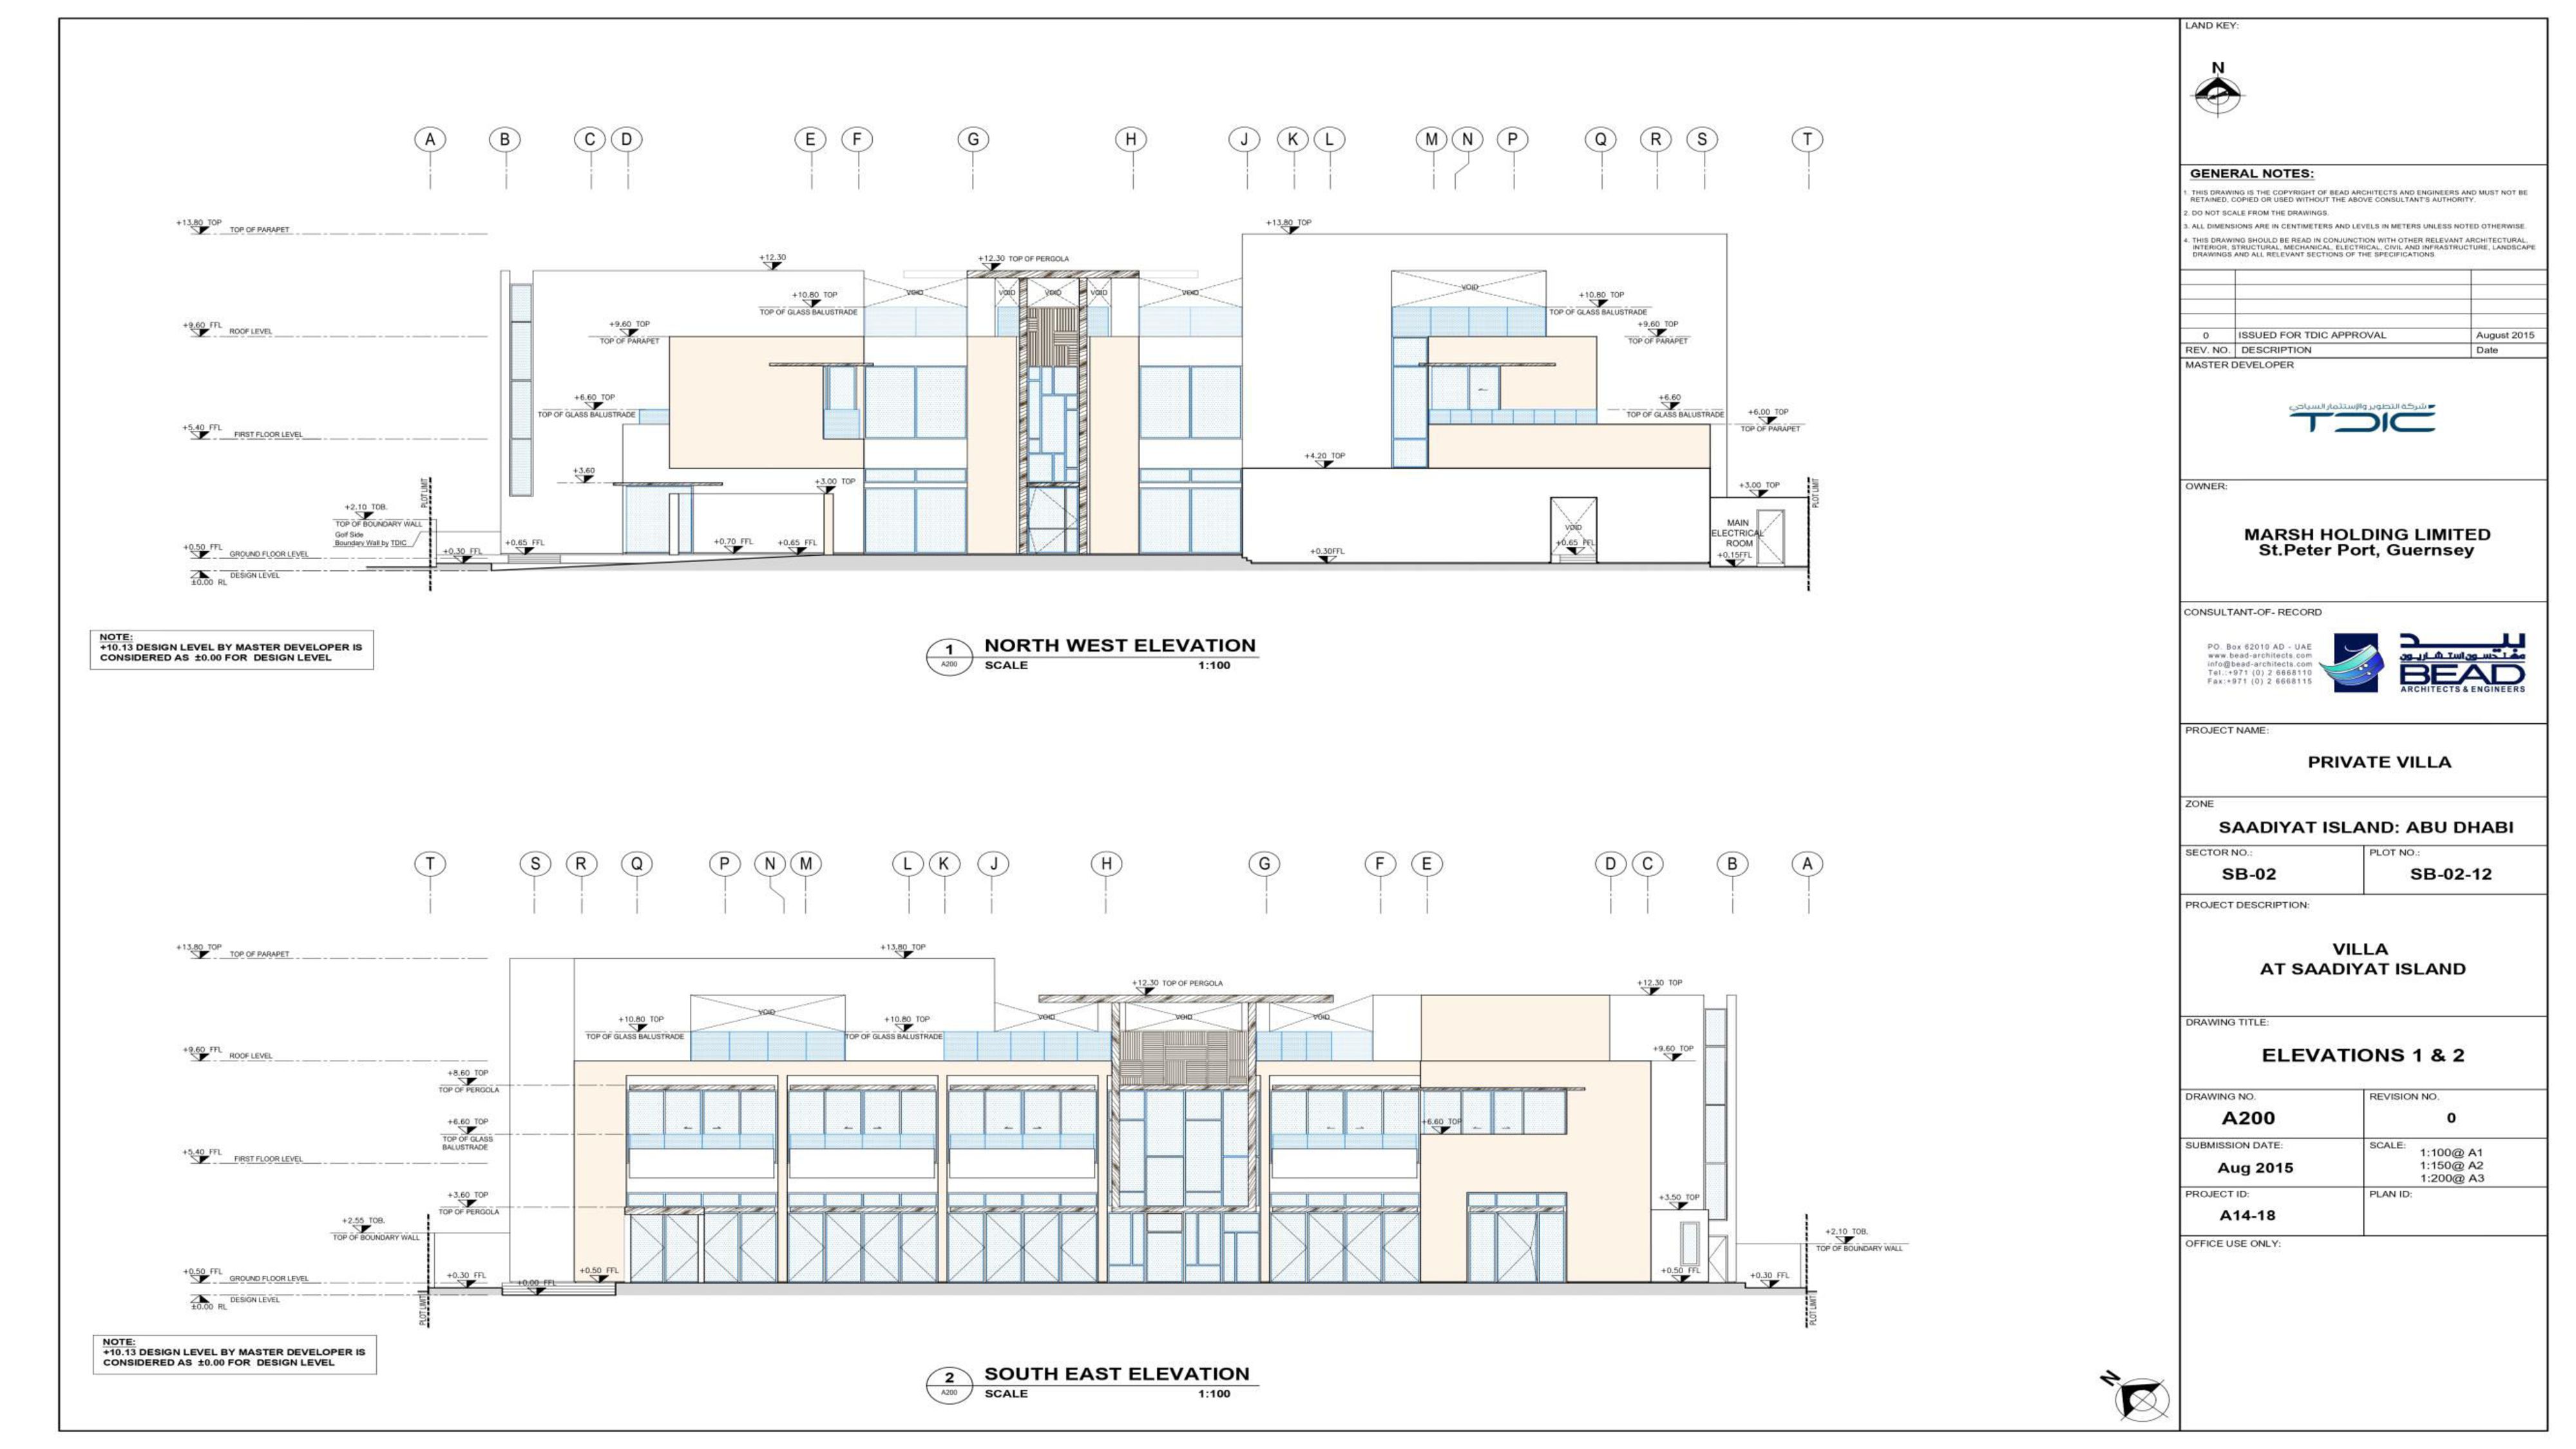 A B C D E F G H J K L M N P Q R S T
+13.80 TOP
TOP OF PARAPET
+13.80 TOP
+12.30
+12.30 TOP OF PERGOLA
VOID VOID VOID VOID VOID VOID
+10.80 TOP
TOP OF GLASS BALUSTRADE
+10.80 TOP
TOP OF GLASS BALUSTRADE
+9.60 FFL
ROOF LEVEL
+9.60 TOP
TOP OF PARAPET
+9.60 TOP
TOP OF PARAPET
+6.60 TOP
TOP OF GLASS BALUSTRADE
+6.60
TOP OF GLASS BALUSTRADE
+6.00 TOP
TOP OF PARAPET
+5.40 FFL
FIRST FLOOR LEVEL
+4.20 TOP
+3.60
+3.00 TOP
+3.00 TOP
PLOT LIMIT
PLOT LIMIT
+2.10 TOB.
TOP OF BOUNDARY WALL
Golf Side
Boundary Wall by TDIC
VOID
MAIN
ELECTRICAL
ROOM
+0.50 FFL
GROUND FLOOR LEVEL
+0.30 FFL
+0.65 FFL
+0.70 FFL
+0.65 FFL
+0.30FFL
+0.65 FFL
+0.15FFL
DESIGN LEVEL
±0.00 RL
NOTE:
+10.13 DESIGN LEVEL BY MASTER DEVELOPER IS
CONSIDERED AS ±0.00 FOR DESIGN LEVEL
1
A200
NORTH WEST ELEVATION
SCALE 1:100
T S R Q P N M L K J H G F E D C B A
+13.80 TOP
TOP OF PARAPET
+13.80 TOP
+12.30 TOP OF PERGOLA
+12.30 TOP
VOID VOID VOID VOID
+10.80 TOP
TOP OF GLASS BALUSTRADE
+10.80 TOP
TOP OF GLASS BALUSTRADE
+9.60 FFL
ROOF LEVEL
+9.60 TOP
+8.60 TOP
TOP OF PERGOLA
+6.60 TOP
TOP OF GLASS
BALUSTRADE
+6.60 TOP
+5.40 FFL
FIRST FLOOR LEVEL
+3.60 TOP
TOP OF PERGOLA
+3.50 TOP
+2.55 TOB.
TOP OF BOUNDARY WALL
+2.10 TOB.
TOP OF BOUNDARY WALL
+0.50 FFL
GROUND FLOOR LEVEL
+0.30 FFL
+0.00 FFL
+0.50 FFL
+0.50 FFL
+0.30 FFL
DESIGN LEVEL
±0.00 RL
PLOT LIMIT
PLOT LIMIT
NOTE:
+10.13 DESIGN LEVEL BY MASTER DEVELOPER IS
CONSIDERED AS ±0.00 FOR DESIGN LEVEL
2
A200
SOUTH EAST ELEVATION
SCALE 1:100
N
LAND KEY:
N
GENERAL NOTES:
1. THIS DRAWING IS THE COPYRIGHT OF BEAD ARCHITECTS AND ENGINEERS AND MUST NOT BE
RETAINED, COPIED OR USED WITHOUT THE ABOVE CONSULTANT'S AUTHORITY.
2. DO NOT SCALE FROM THE DRAWINGS.
3. ALL DIMENSIONS ARE IN CENTIMETERS AND LEVELS IN METERS UNLESS NOTED OTHERWISE.
4. THIS DRAWING SHOULD BE READ IN CONJUNCTION WITH OTHER RELEVANT ARCHITECTURAL,
INTERIOR, STRUCTURAL, MECHANICAL, ELECTRICAL, CIVIL AND INFRASTRUCTURE, LANDSCAPE
DRAWINGS AND ALL RELEVANT SECTIONS OF THE SPECIFICATIONS
0 ISSUED FOR TDIC APPROVAL August 2015
REV. NO. DESCRIPTION Date
MASTER DEVELOPER
شركة التطوير والإستثمار السياحي
TDIC
OWNER:
MARSH HOLDING LIMITED
St.Peter Port, Guernsey
CONSULTANT-OF- RECORD
PO. Box 62010 AD - UAE
www.bead-architects.com
info@bead-architects.com
Tel.:+971 (0) 2 6668110
Fax:+971 (0) 2 6668115
بيد
BEAD
ARCHITECTS & ENGINEERS
PROJECT NAME:
PRIVATE VILLA
ZONE
SAADIYAT ISLAND: ABU DHABI
SECTOR NO.: PLOT NO.:
SB-02 SB-02-12
PROJECT DESCRIPTION:
VILLA
AT SAADIYAT ISLAND
DRAWING TITLE:
ELEVATIONS 1 & 2
DRAWING NO. REVISION NO.
A200 0
SUBMISSION DATE: SCALE:
Aug 2015
1:100@ A1
1:150@ A2
1:200@ A3
PROJECT ID: PLAN ID:
A14-18
OFFICE USE ONLY: